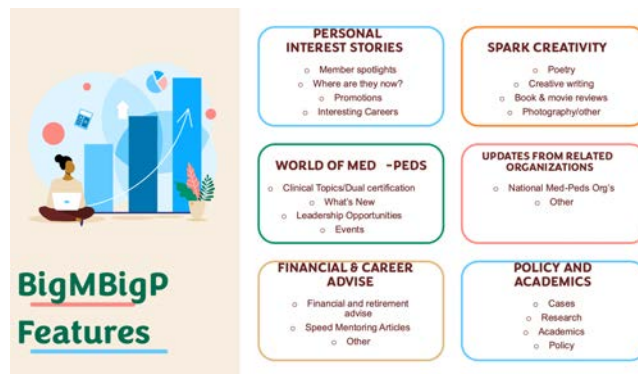 BigMBigP
Features
PERSONAL
INTEREST STORIES
o Member spotlights
o Where are they now?
o Promotions
o Interesting Careers
SPARK CREATIVITY
o Poetry
o Creative writing
o Book & movie reviews
o Photography/other
WORLD OF MED -PEDS
o Clinical Topics/Dual certification
o What's New
o Leadership Opportunities
o Events
UPDATES FROM RELATED
ORGANIZATIONS
o National Med-Peds Org's
o Other
FINANCIAL & CAREER
ADVISE
o Financial and retirement
advise
o Speed Mentoring Articles
o Other
POLICY AND
ACADEMICS
o Cases
o Research
o Academics
o Policy